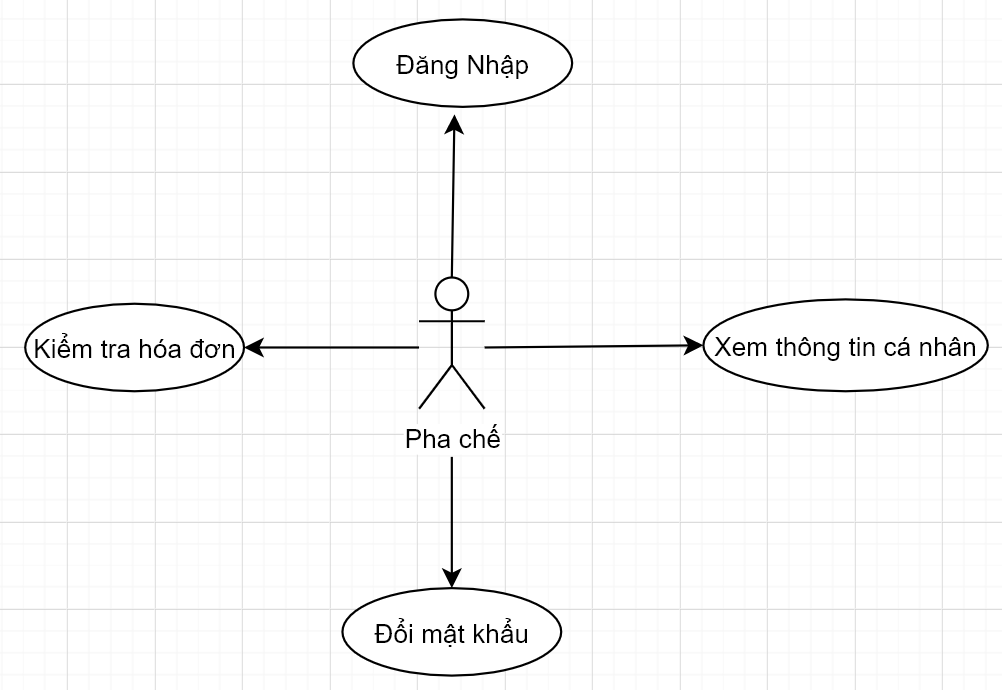 Đăng Nhập
Kiểm tra hóa đơn
Xem thông tin cá nhân
Pha chế
Đổi mật khẩu